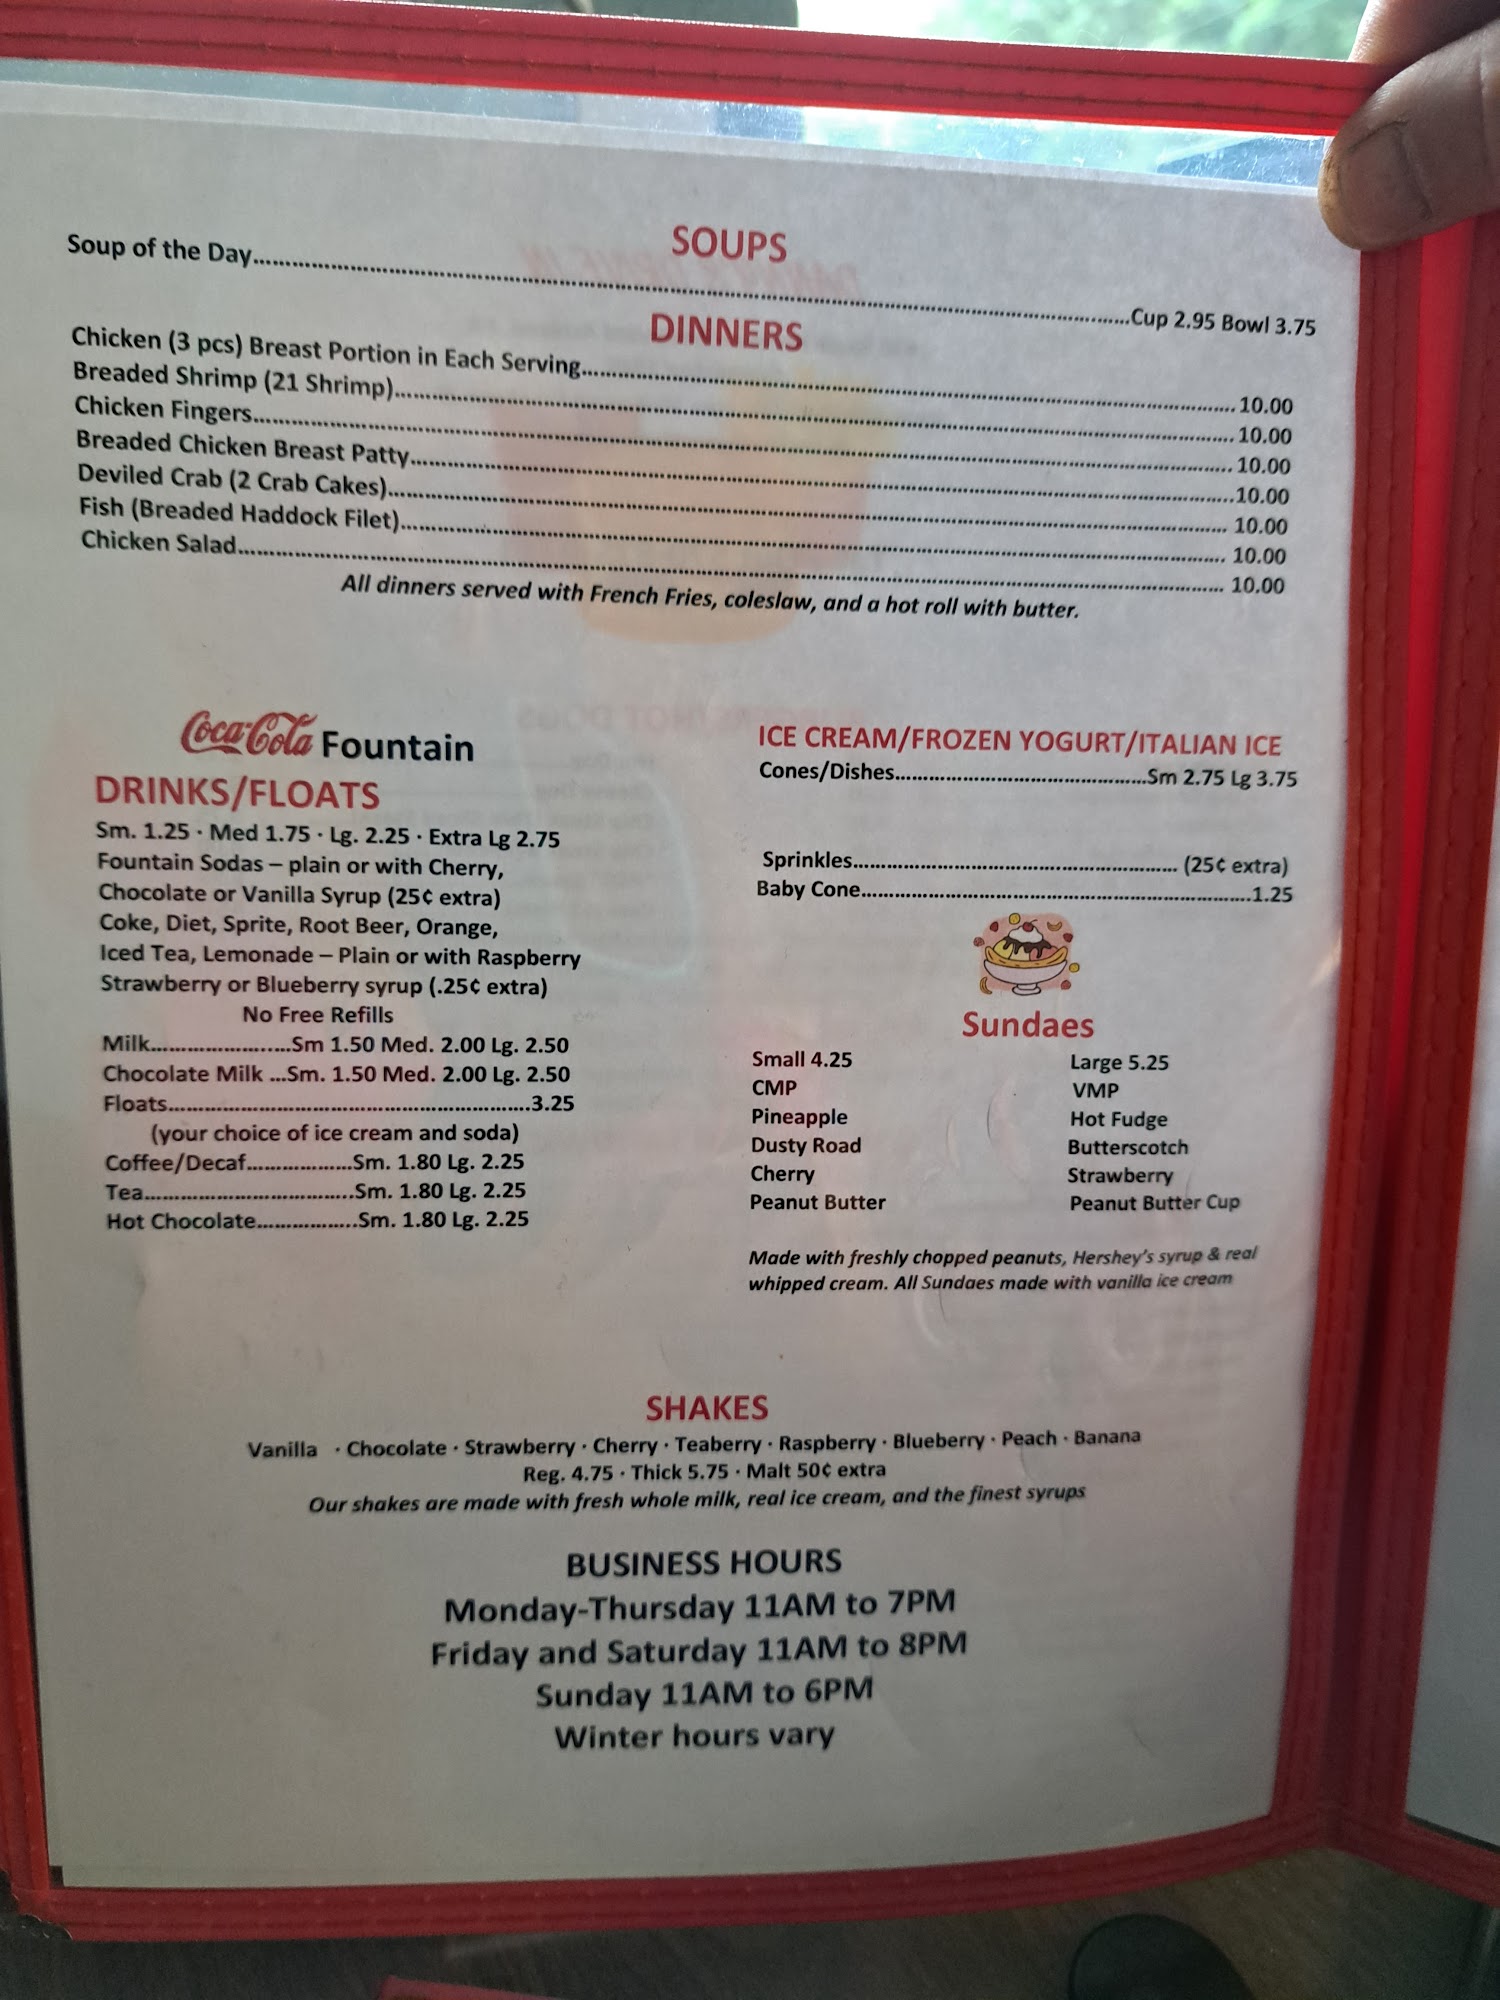 SOUPS
Soup of the Day........Cup 2.95 Bowl 3.75
DINNERS
Chicken (3 pcs) Breast Portion in Each Serving........10.00
Breaded Shrimp (21 Shrimp)........10.00
Chicken Fingers........10.00
Breaded Chicken Breast Patty........10.00
Deviled Crab (2 Crab Cakes)........10.00
Fish (Breaded Haddock Filet)........10.00
Chicken Salad........10.00
All dinners served with French Fries, coleslaw, and a hot roll with butter.
Coca-Cola Fountain
DRINKS/FLOATS
Sm. 1.25 · Med 1.75 · Lg. 2.25 · Extra Lg 2.75
Fountain Sodas – plain or with Cherry,
Chocolate or Vanilla Syrup (25¢ extra)
Coke, Diet, Sprite, Root Beer, Orange,
Iced Tea, Lemonade – Plain or with Raspberry
Strawberry or Blueberry syrup (.25¢ extra)
No Free Refills
Milk........Sm 1.50 Med. 2.00 Lg. 2.50
Chocolate Milk ...Sm. 1.50 Med. 2.00 Lg. 2.50
Floats........3.25
(your choice of ice cream and soda)
Coffee/Decaf........Sm. 1.80 Lg. 2.25
Tea........Sm. 1.80 Lg. 2.25
Hot Chocolate........Sm. 1.80 Lg. 2.25
ICE CREAM/FROZEN YOGURT/ITALIAN ICE
Cones/Dishes........Sm 2.75 Lg 3.75
Sprinkles........ (25¢ extra)
Baby Cone........1.25
Sundaes
Small 4.25 Large 5.25
CMP VMP
Pineapple Hot Fudge
Dusty Road Butterscotch
Cherry Strawberry
Peanut Butter Peanut Butter Cup
Made with freshly chopped peanuts, Hershey's syrup & real
whipped cream. All Sundaes made with vanilla ice cream
SHAKES
Vanilla · Chocolate · Strawberry · Cherry · Teaberry · Raspberry · Blueberry · Peach · Banana
Reg. 4.75 · Thick 5.75 · Malt 50¢ extra
Our shakes are made with fresh whole milk, real ice cream, and the finest syrups
BUSINESS HOURS
Monday-Thursday 11AM to 7PM
Friday and Saturday 11AM to 8PM
Sunday 11AM to 6PM
Winter hours vary